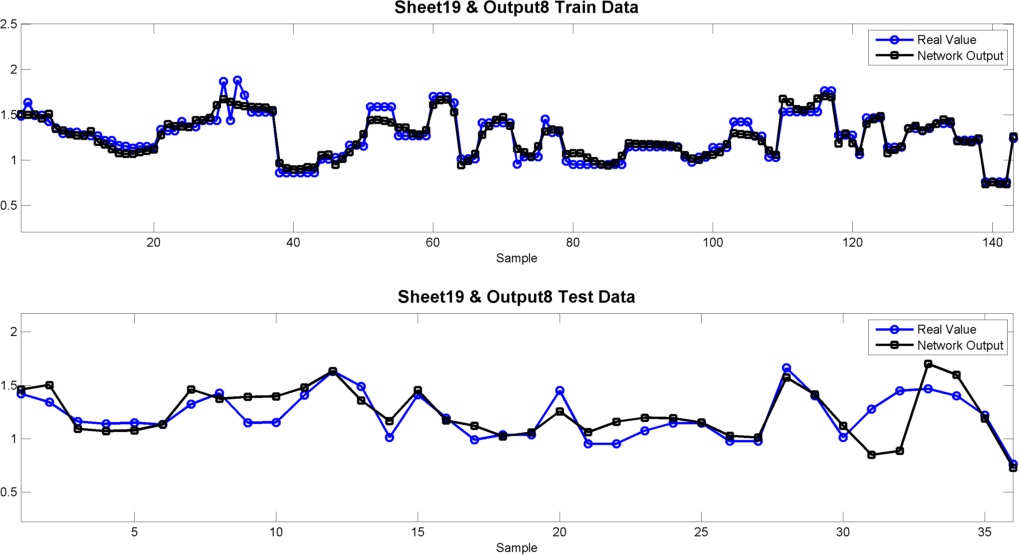 Sheet19 & Output8 Train Data
2.5
2
1.5
1
0.5
Real Value
Network Output
20 40 60 80 100 120 140
Sample
Sheet19 & Output8 Test Data
2
1.5
1
0.5
Real Value
Network Output
5 10 15 20 25 30 35
Sample